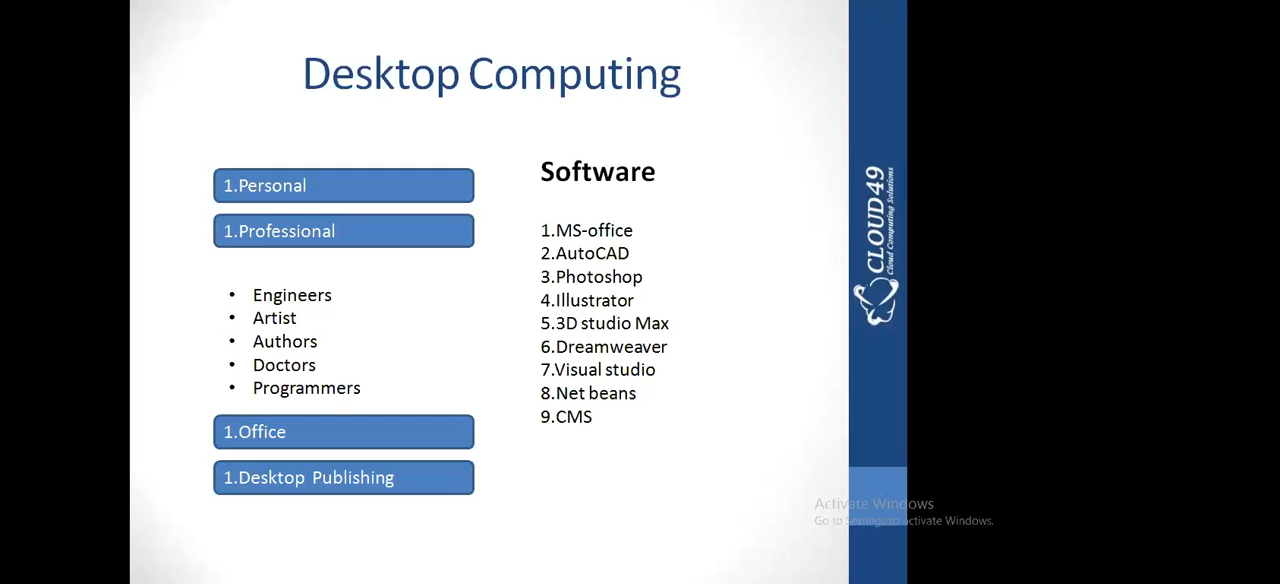 Desktop Computing
1.Personal
1.Professional
• Engineers
• Artist
• Authors
• Doctors
• Programmers
1.Office
1.Desktop Publishing
Software
1.MS-office
2.AutoCAD
3.Photoshop
4.Illustrator
5.3D studio Max
6.Dreamweaver
7.Visual studio
8.Net beans
9.CMS
CLOUD49
Cloud Computing Solutions
Activate Windows
Go to Settings to activate Windows.